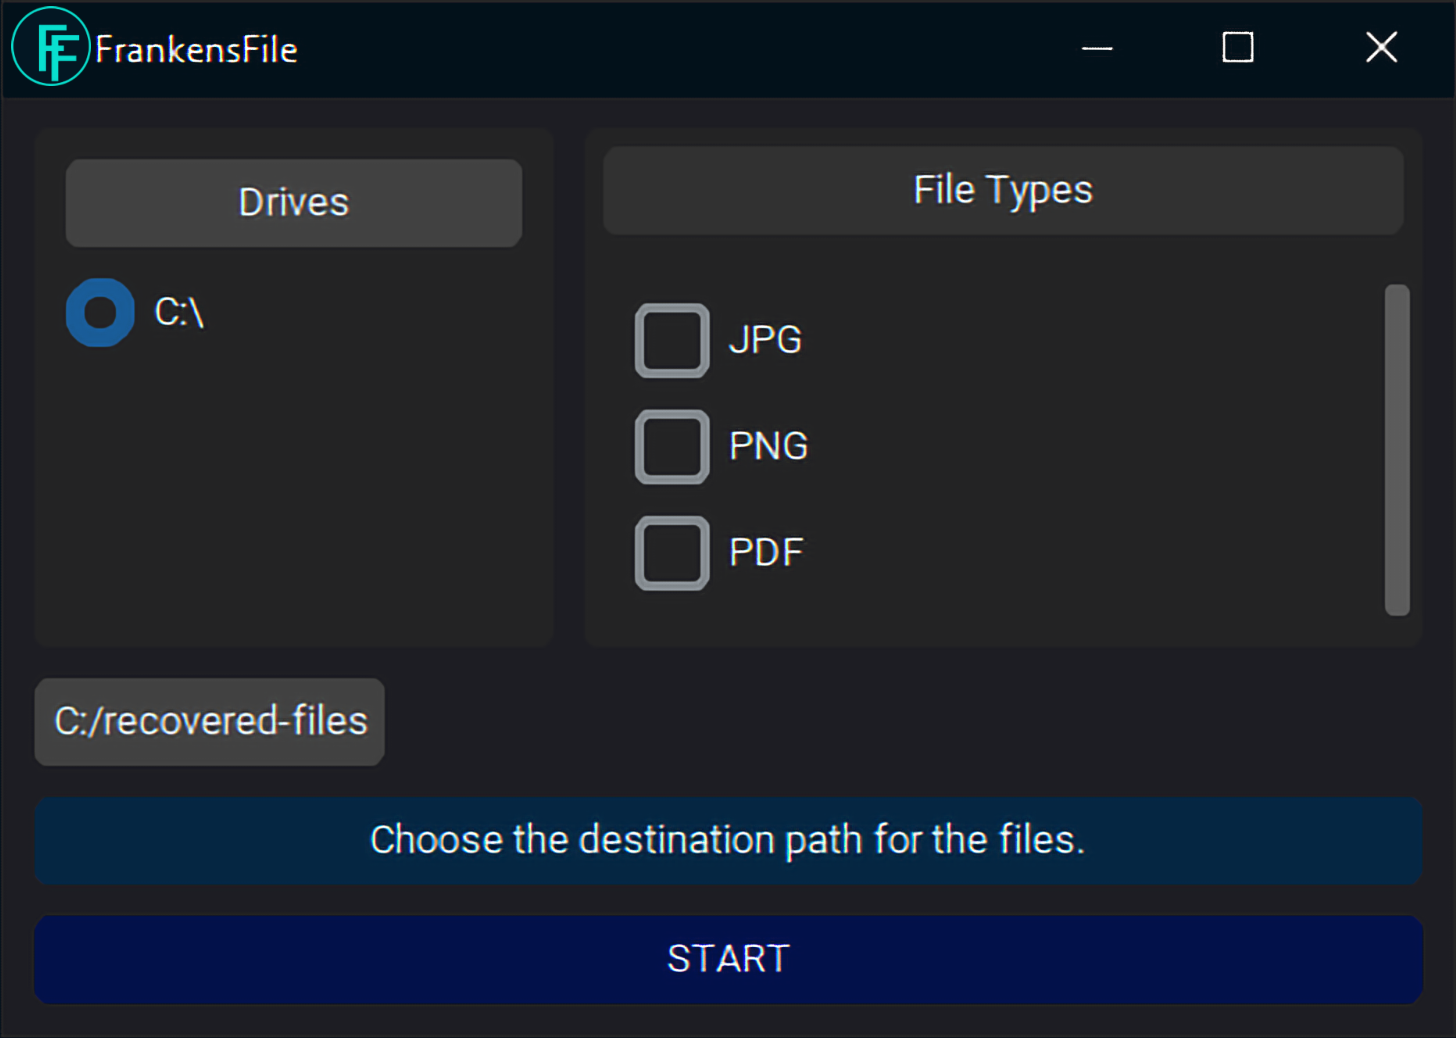 FF FrankensFile
Drives
C:\
File Types
JPG
PNG
PDF
C:/recovered-files
Choose the destination path for the files.
START